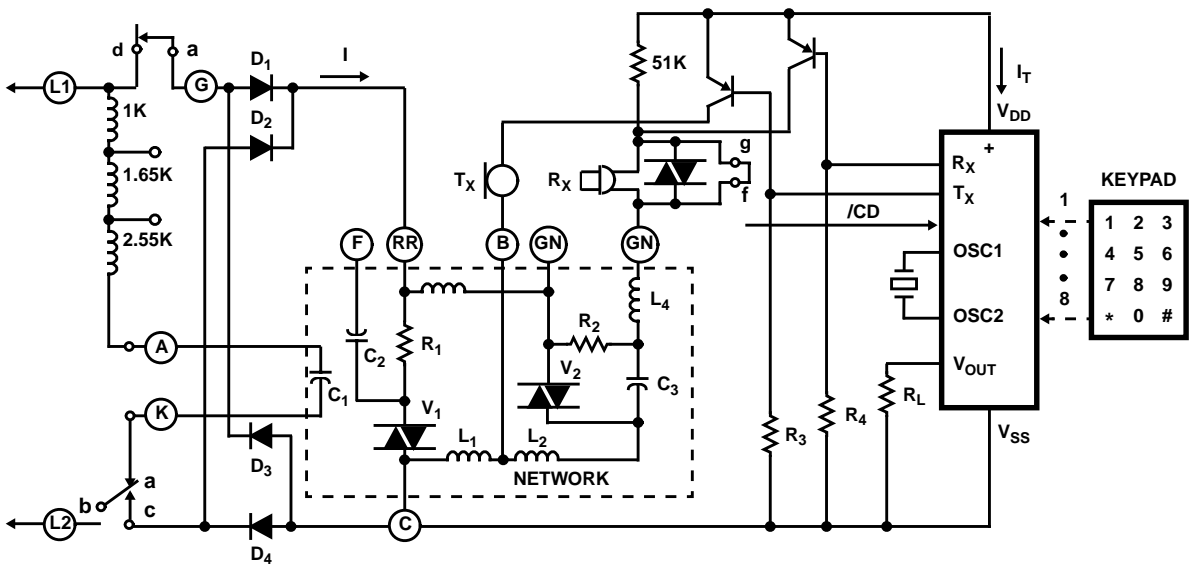 d
a
L1
G
D1
D2
I
1K
1.65K
2.55K
51K
IT
VDD
+
TX
RX
g
f
RX
TX
/CD
OSC1
OSC2
VOUT
VSS
KEYPAD
1
8
1 2 3
4 5 6
7 8 9
* 0 #
F
RR
B
GN
GN
L4
R1
R2
C2
C3
V1
V2
L1
L2
NETWORK
A
C1
K
D3
D4
a
b
c
L2
C
R3
R4
RL